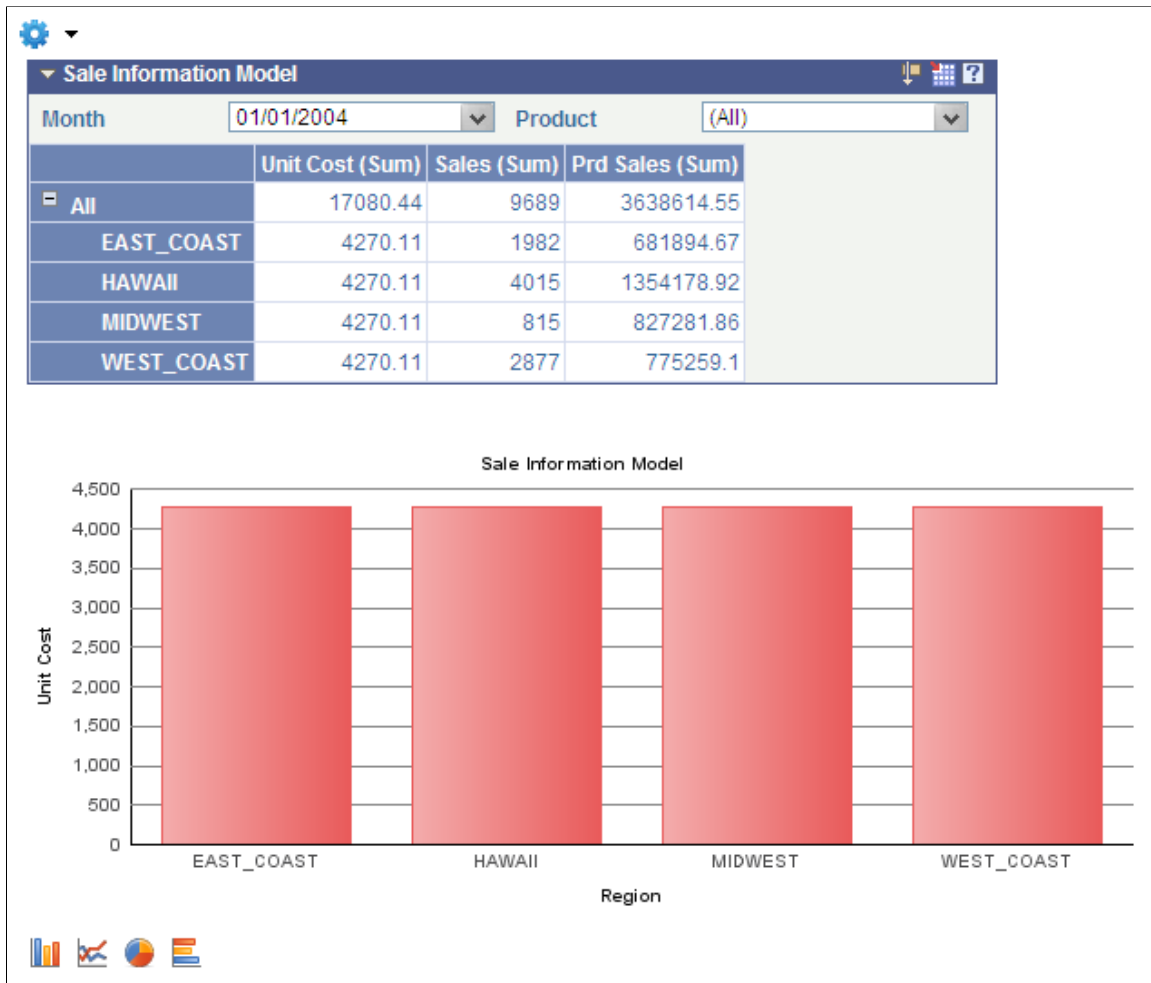 Sale Information Model
Month 01/01/2004 Product (All)
Unit Cost (Sum) Sales (Sum) Prd Sales (Sum)
All 17080.44 9689 3638614.55
EAST_COAST 4270.11 1982 681894.67
HAWAII 4270.11 4015 1354178.92
MIDWEST 4270.11 815 827281.86
WEST_COAST 4270.11 2877 775259.1
Sale Information Model
4,500
4,000
3,500
3,000
2,500
2,000
1,500
1,000
500
0
Unit Cost
EAST_COAST HAWAII MIDWEST WEST_COAST
Region